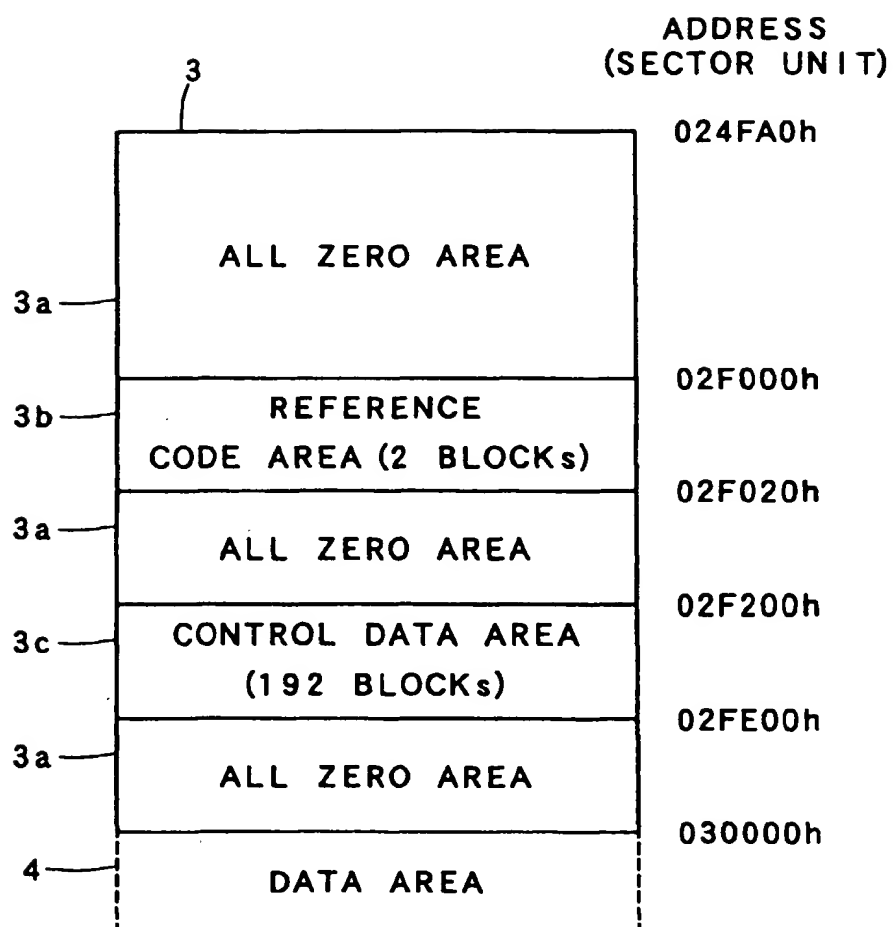 ADDRESS
(SECTOR UNIT)
3
024FA0h
ALL ZERO AREA
3a
02F000h
3b
REFERENCE
CODE AREA (2 BLOCKs)
02F020h
3a
ALL ZERO AREA
02F200h
3c
CONTROL DATA AREA
(192 BLOCKs)
02FE00h
3a
ALL ZERO AREA
030000h
4
DATA AREA